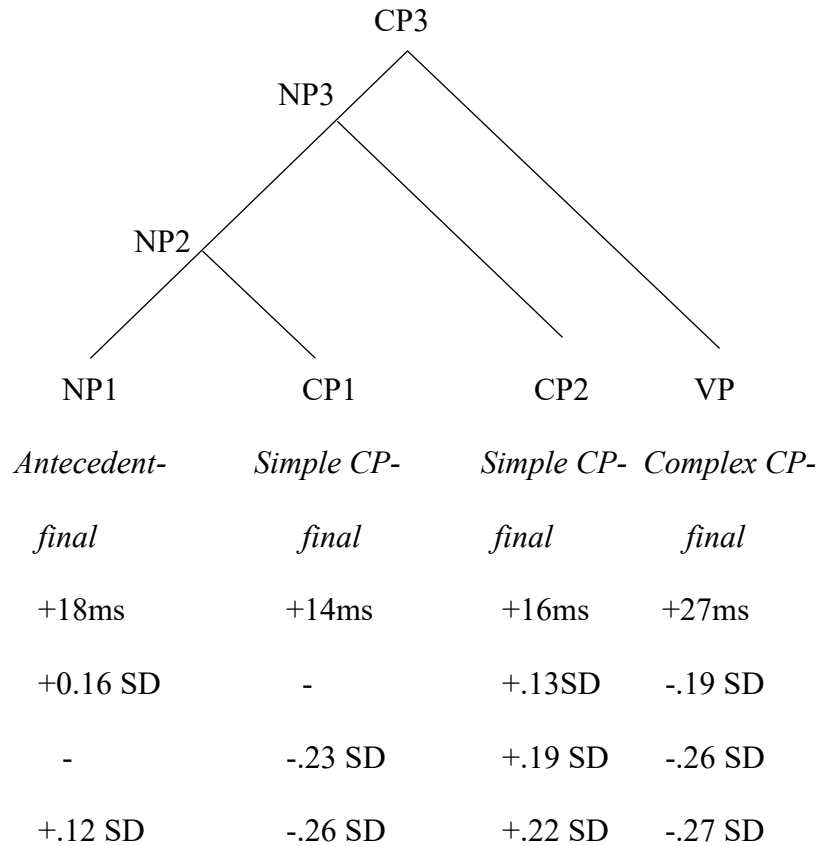 CP3
NP3
NP2
NP1 CP1 CP2 VP
Antecedent- Simple CP- Simple CP- Complex CP-
final final final final
+18ms +14ms +16ms +27ms
+0.16 SD - +.13SD -.19 SD
- -.23 SD +.19 SD -.26 SD
+.12 SD -.26 SD +.22 SD -.27 SD